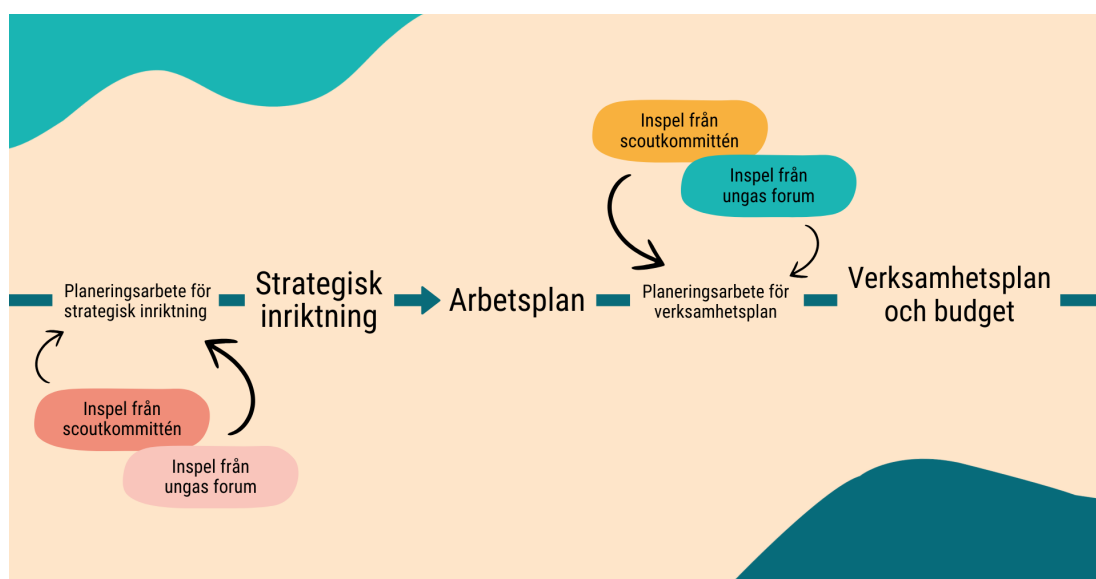 Inspel från
scoutkommittén
Inspel från
ungas forum
Planeringsarbete för
strategisk inriktning
Strategisk
inriktning
Arbetsplan
Planeringsarbete för
verksamhetsplan
Verksamhetsplan
och budget
Inspel från
scoutkommittén
Inspel från
ungas forum